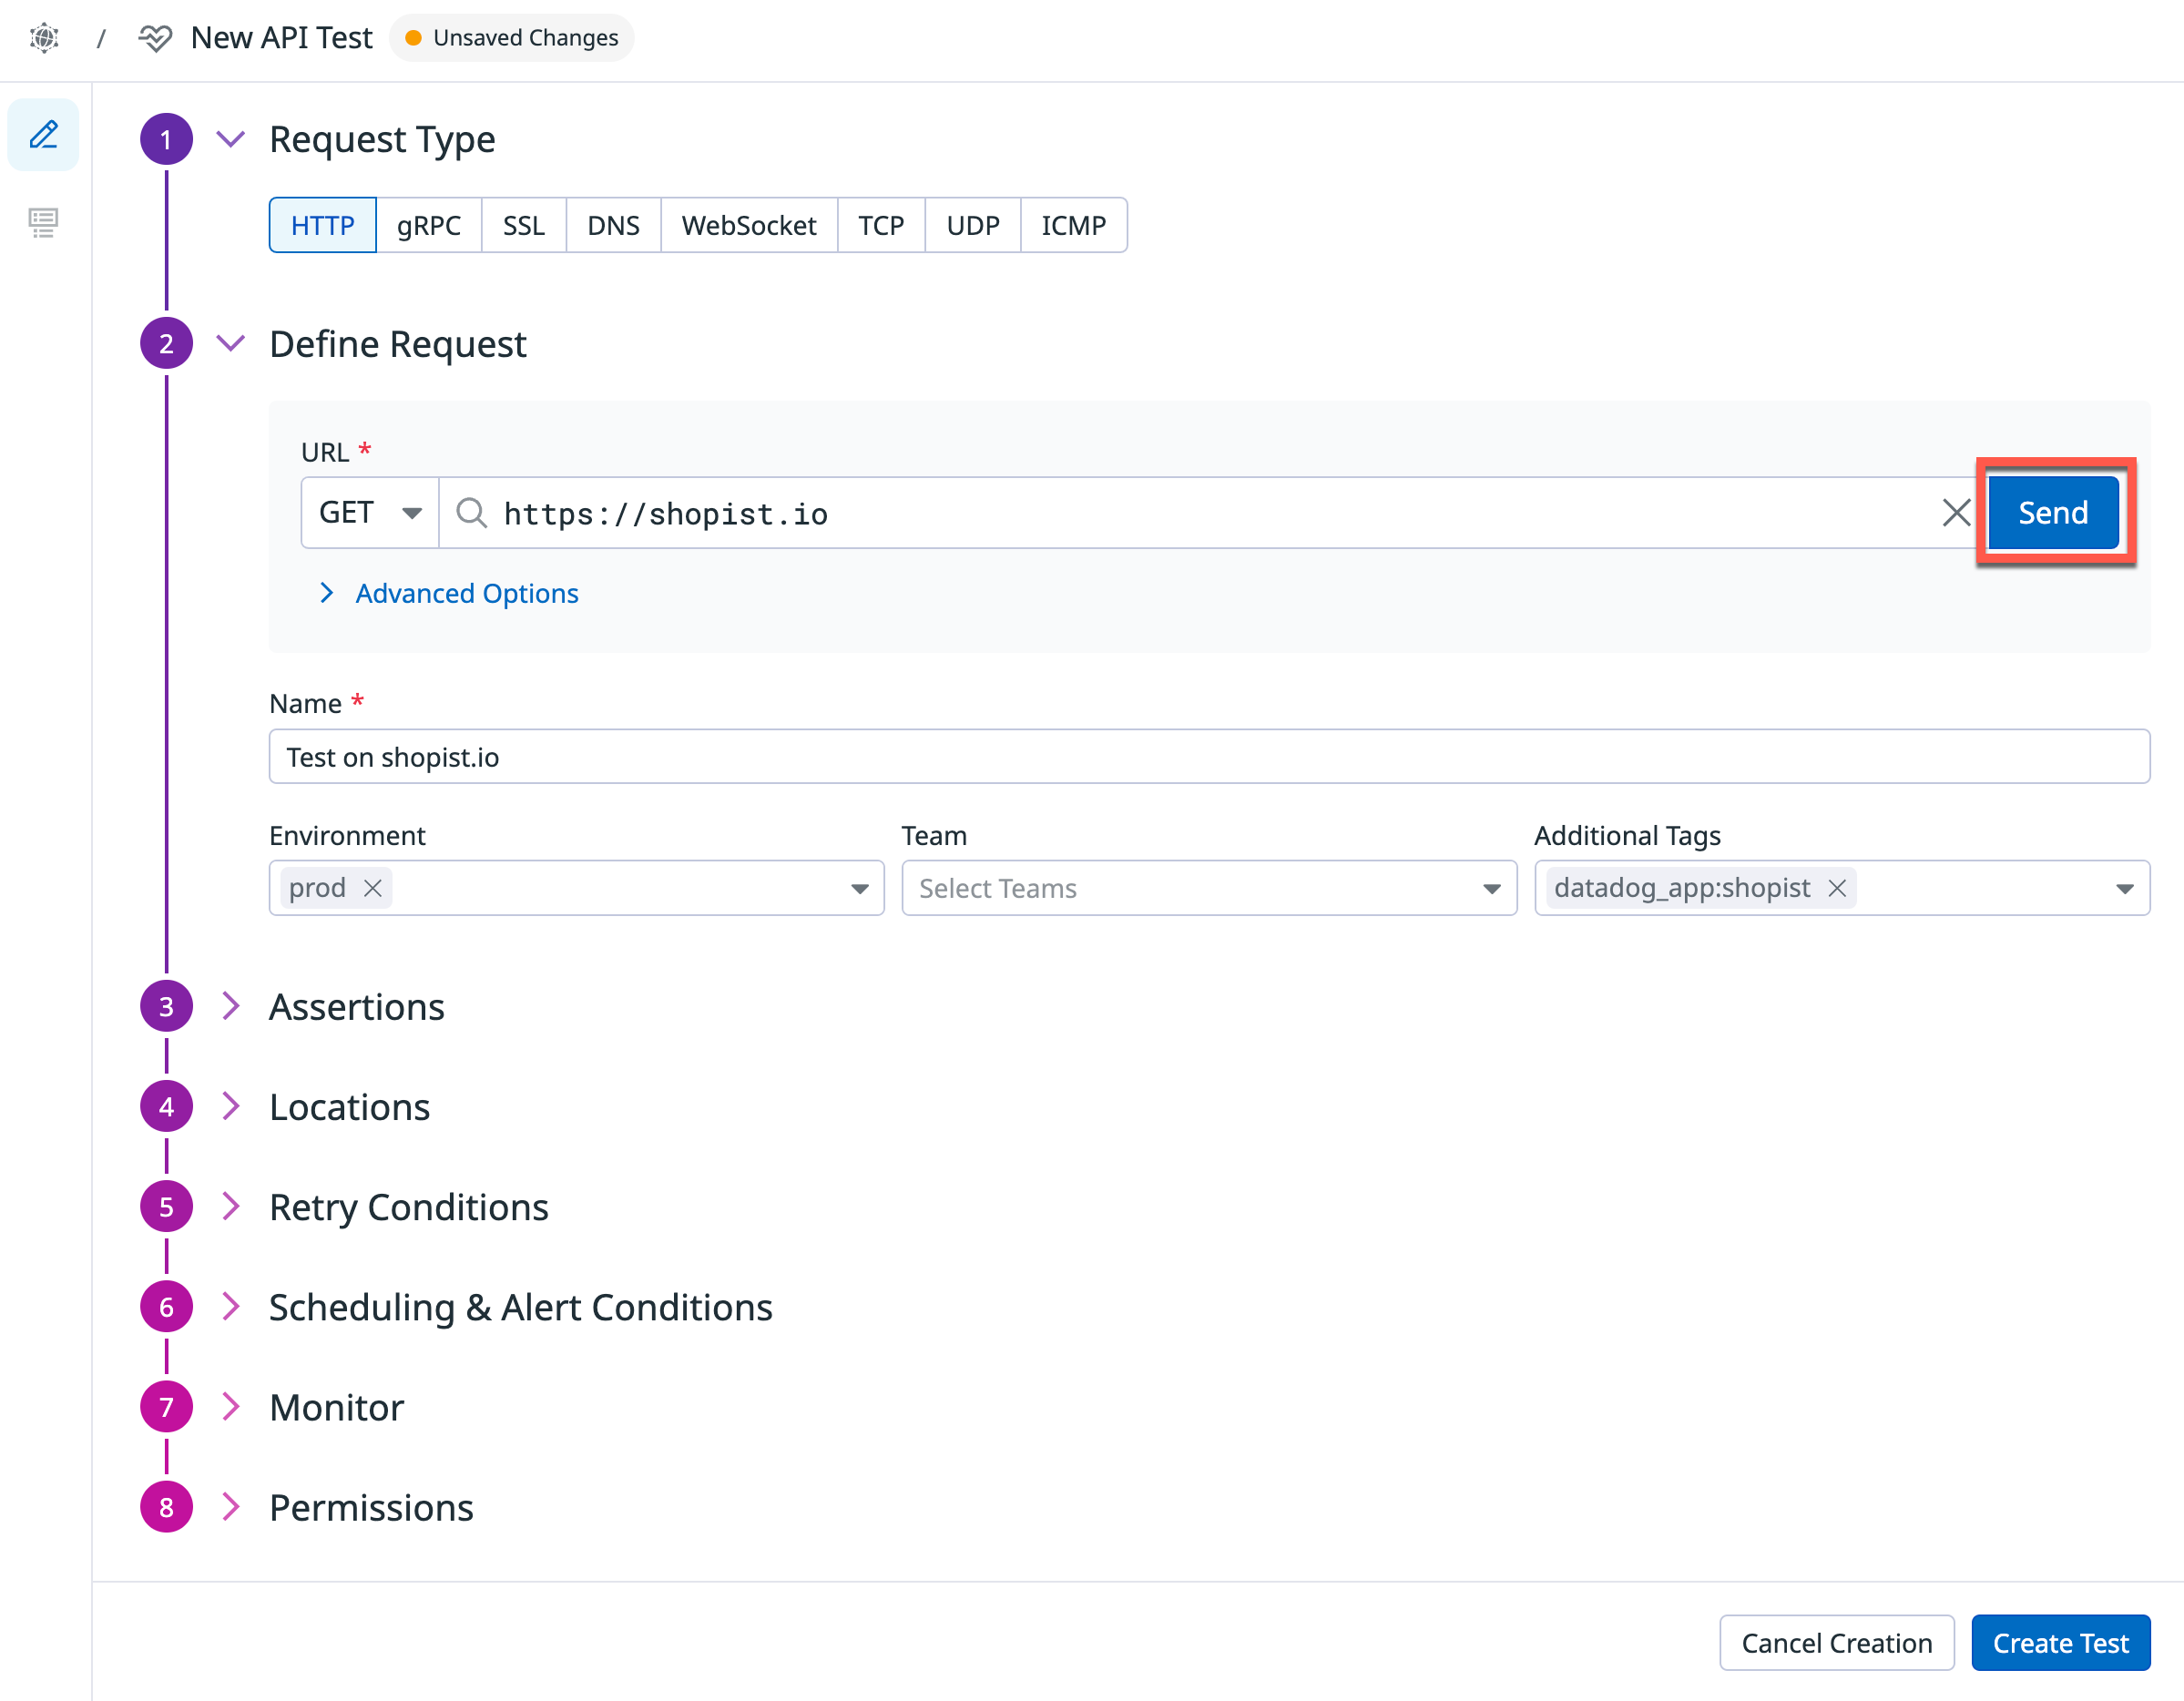 / New API Test Unsaved Changes
1 Request Type
HTTP gRPC SSL DNS WebSocket TCP UDP ICMP
2 Define Request
URL *
GET https://shopist.io Send
Advanced Options
Name *
Test on shopist.io
Environment Team Additional Tags
prod Select Teams datadog_app:shopist
3 Assertions
4 Locations
5 Retry Conditions
6 Scheduling & Alert Conditions
7 Monitor
8 Permissions
Cancel Creation Create Test